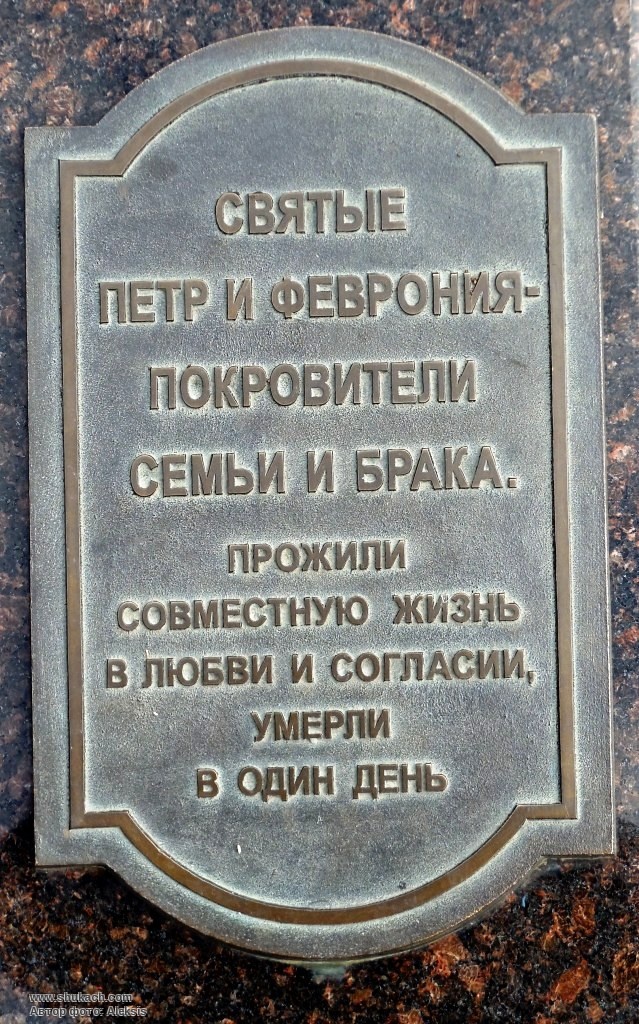 СВЯТЫЕ
ПЕТР И ФЕВРОНИЯ-
ПОКРОВИТЕЛИ
СЕМЬИ И БРАКА.
ПРОЖИЛИ
СОВМЕСТНУЮ ЖИЗНЬ
В ЛЮБВИ И СОГЛАСИИ,
УМЕРЛИ
В ОДИН ДЕНЬ
www.shukach.com
Автор фото: Aleksis